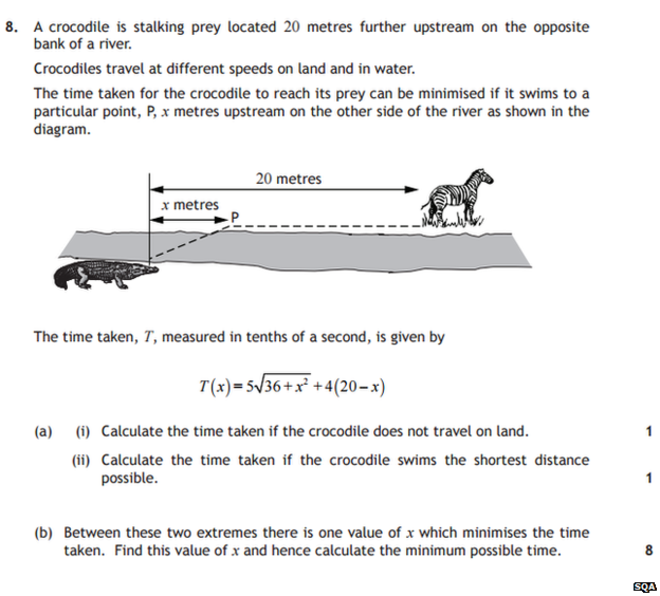 8. A crocodile is stalking prey located 20 metres further upstream on the opposite
bank of a river.
Crocodiles travel at different speeds on land and in water.
The time taken for the crocodile to reach its prey can be minimised if it swims to a
particular point, P, x metres upstream on the other side of the river as shown in the
diagram.
20 metres
x metres
P
The time taken, T, measured in tenths of a second, is given by
T(x)=5√36+x² +4(20−x)
(a) (i) Calculate the time taken if the crocodile does not travel on land. 1
(ii) Calculate the time taken if the crocodile swims the shortest distance
possible. 1
(b) Between these two extremes there is one value of x which minimises the time
taken. Find this value of x and hence calculate the minimum possible time. 8
SQA